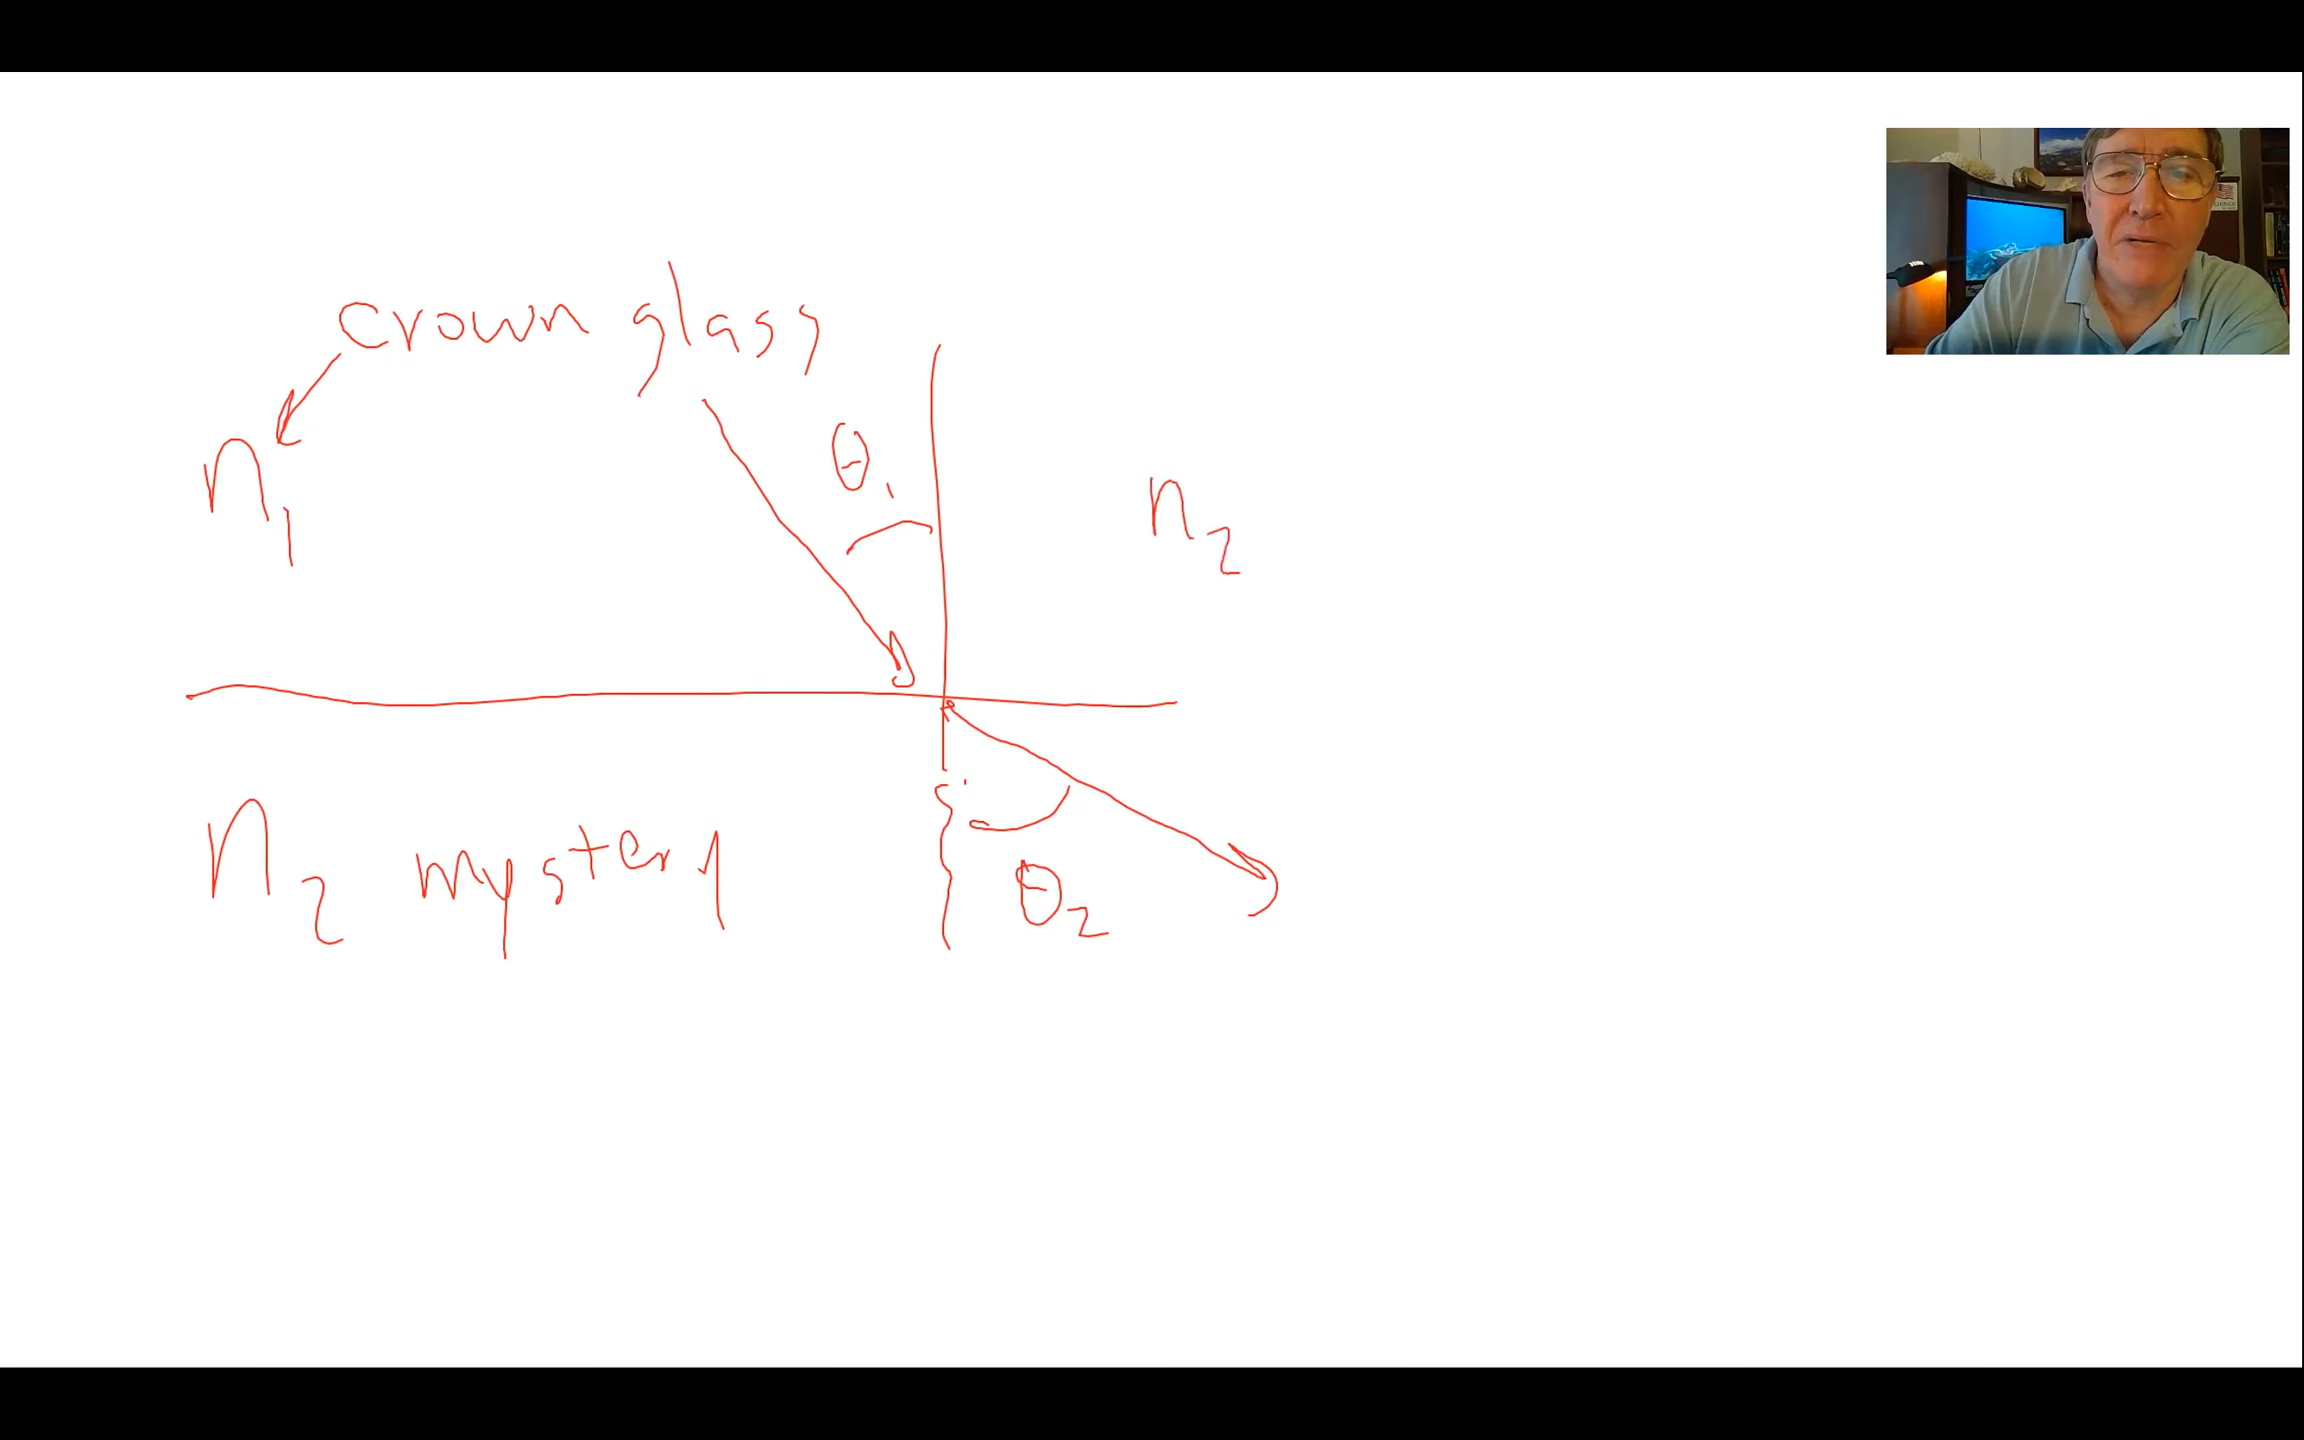 crown glass
n1
θ1
n2
n2 mystery
θ2